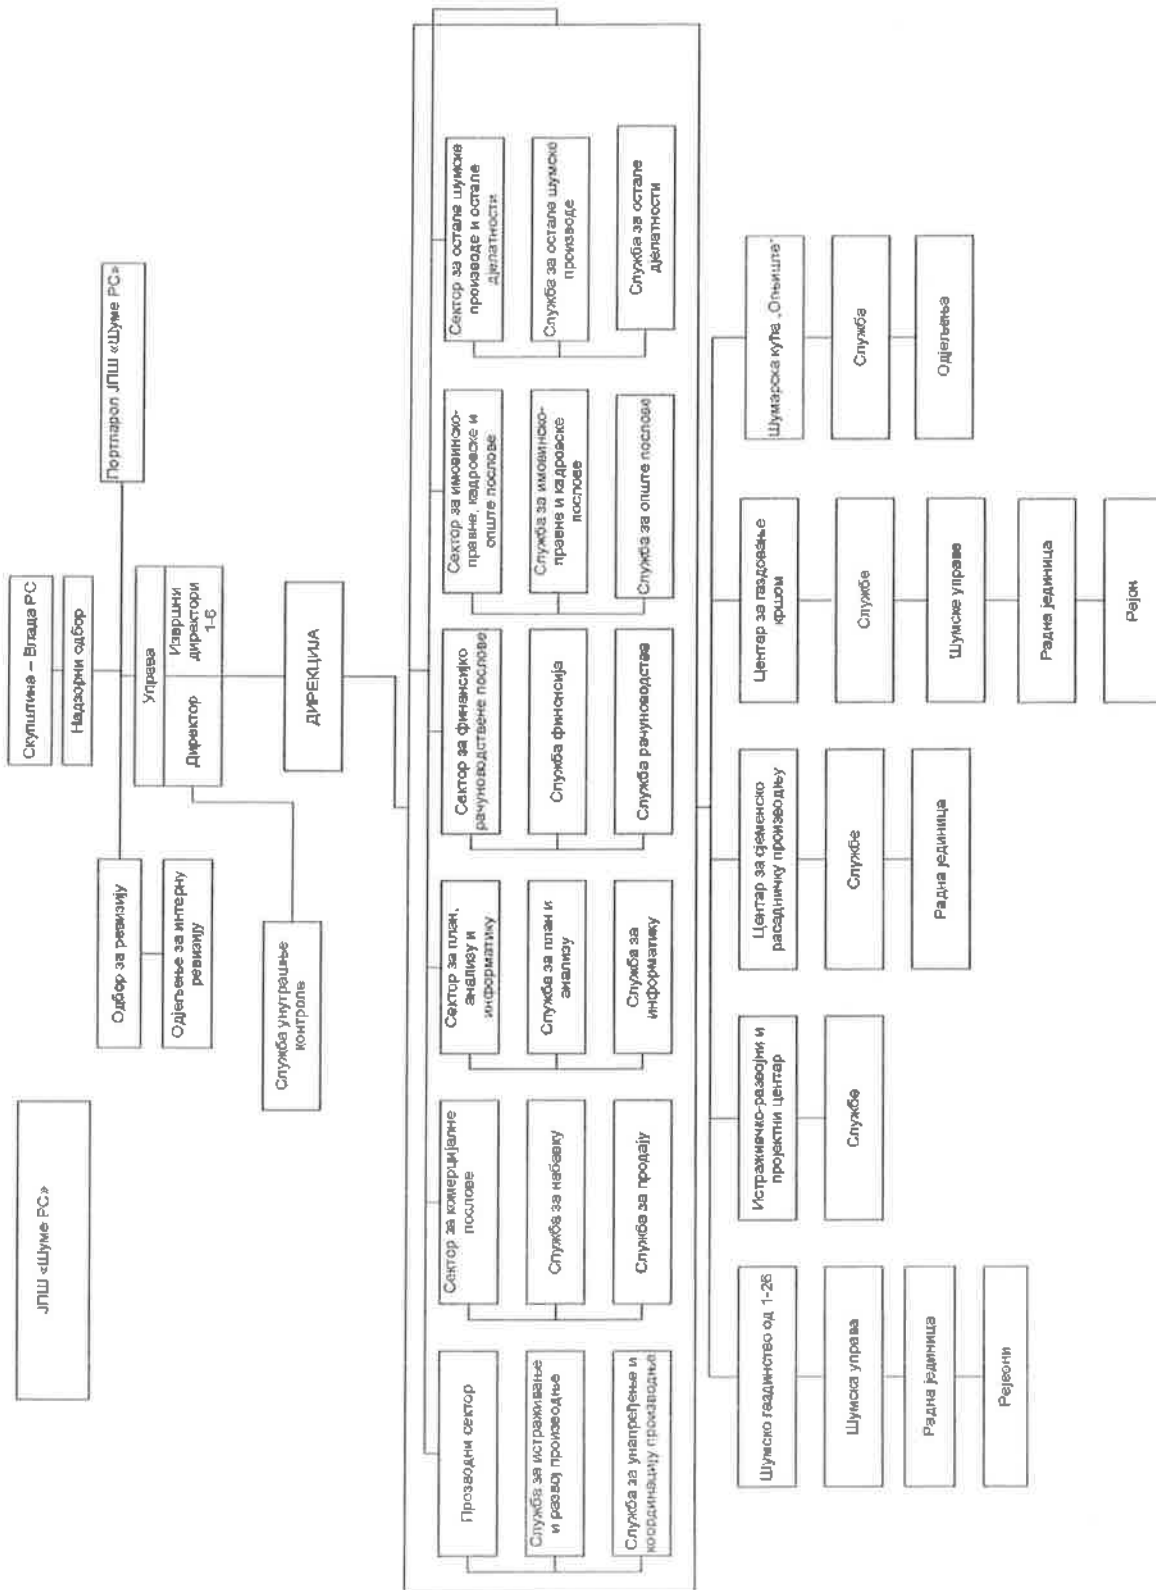 ЈПШ «Шуме РС»
Скупштина – Влада РС
Надзорни одбор
Портпарол ЈПШ «Шуме РС»
Одбор за ревизију
Одјељење за интерну
ревизију
Управа
Директор
Извршни
директори
1-6
Служба унутрашње
контроле
ДИРЕКЦИЈА
Прозводни сектор
Служба за истраживање
и развој производње
Служба за унапређење и
координацију производње
Сектор за комерцијалне
послове
Служба за набавку
Служба за продају
Сектор за план,
анализу и
информатику
Служба за план и
анализу
Служба за
информатику
Сектор за финансијко
рачуноводствене послове
Служба финансија
Служба рачуноводства
Сектор за имовинско-
правне, кадровске и
опште послове
Служба за имовинско-
правне и кадровске
послове
Служба за опште послове
Сектор за остале шумске
производе и остале
дјелатности
Служба за остале шумске
производе
Служба за остале
дјелатности
Шумско газдинство од 1-26
Шумска управа
Радна јединица
Рејеони
Истраживачко-развојни и
пројектни центар
Службе
Центар за сјеменско
расадничку производњу
Службе
Радна јединица
Центар за газдовање
кршом
Службе
Шумске управе
Радна јединица
Рејон
Шумарска кућа „Оњиште“
Служба
Одјељења